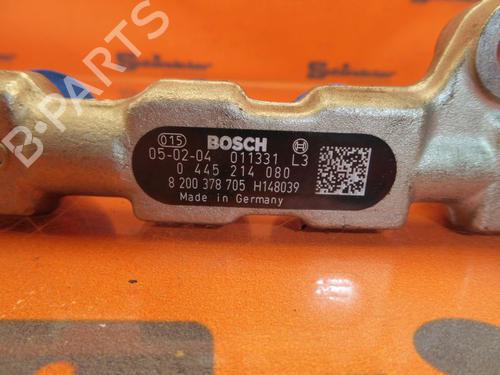 015 BOSCH
05-02-04 011331 L3
0 445 214 080
8 200 378 705 H148039
Made in Germany
B-PARTS